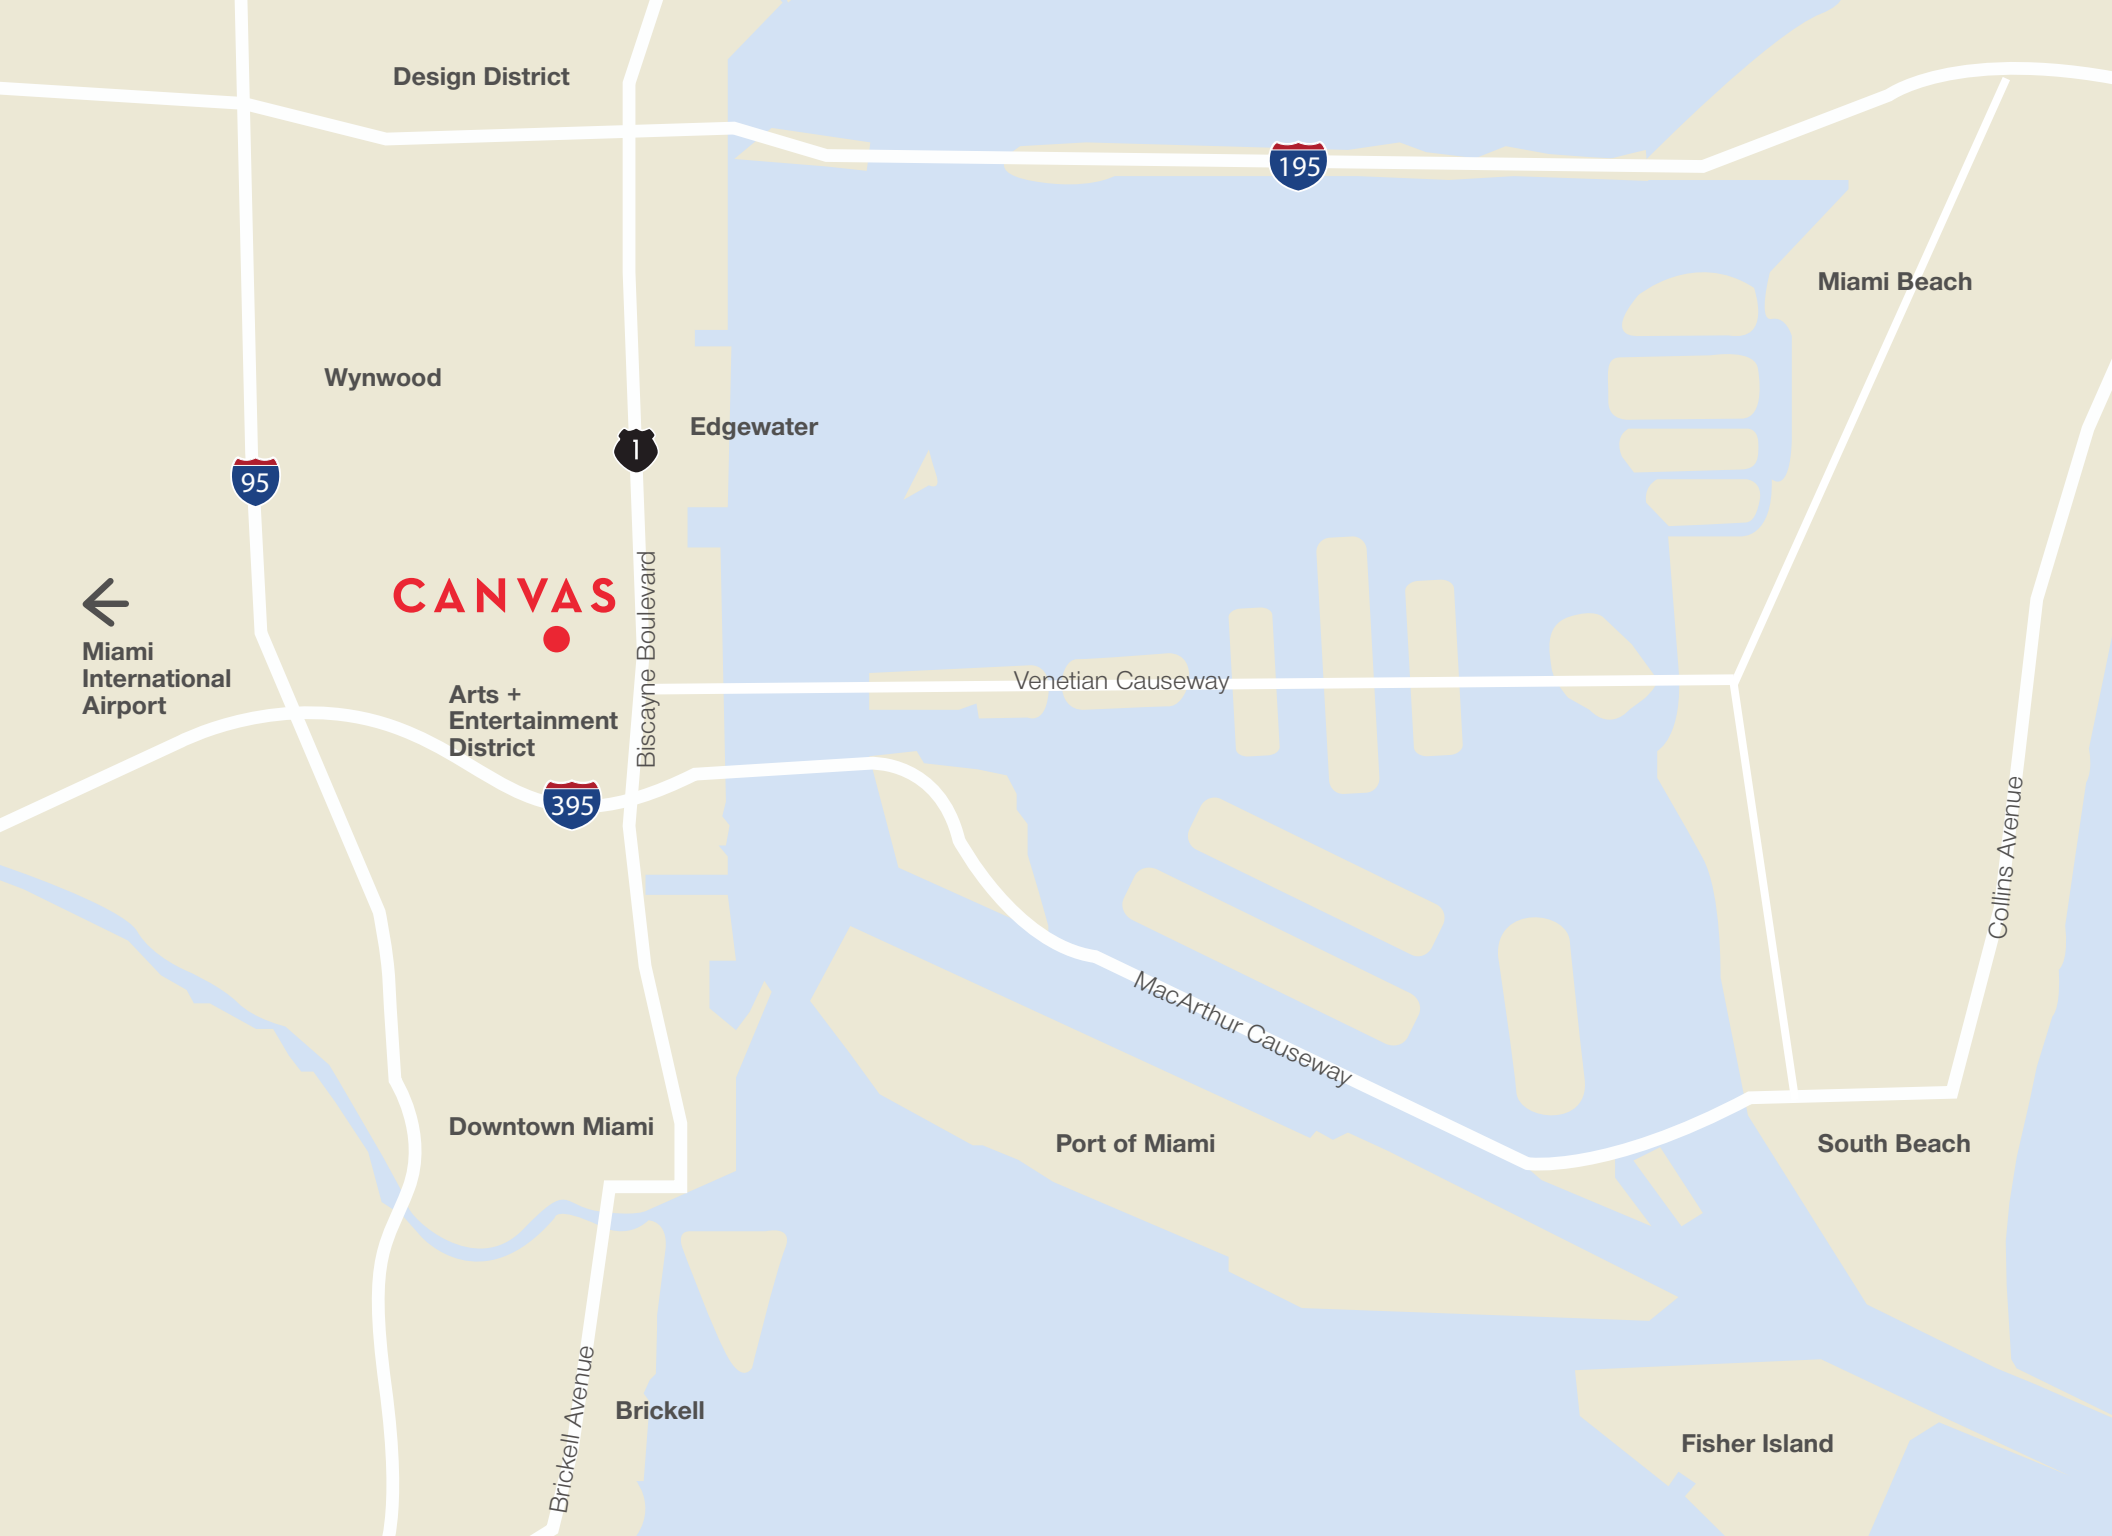 Design District
195
Miami Beach
Wynwood
Edgewater
1
95
CANVAS
Biscayne Boulevard
Miami
International
Airport
Arts +
Entertainment
District
Venetian Causeway
395
Collins Avenue
MacArthur Causeway
Downtown Miami
Port of Miami
South Beach
Brickell Avenue
Brickell
Fisher Island